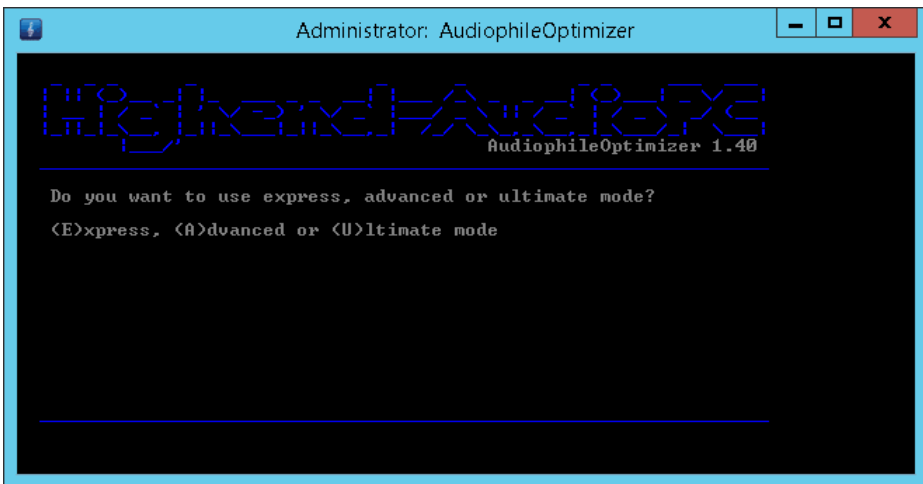 Administrator: AudiophileOptimizer
Highend-AudioPC
AudiophileOptimizer 1.40
Do you want to use express, advanced or ultimate mode?
(E)xpress, (A)dvanced or (U)ltimate mode